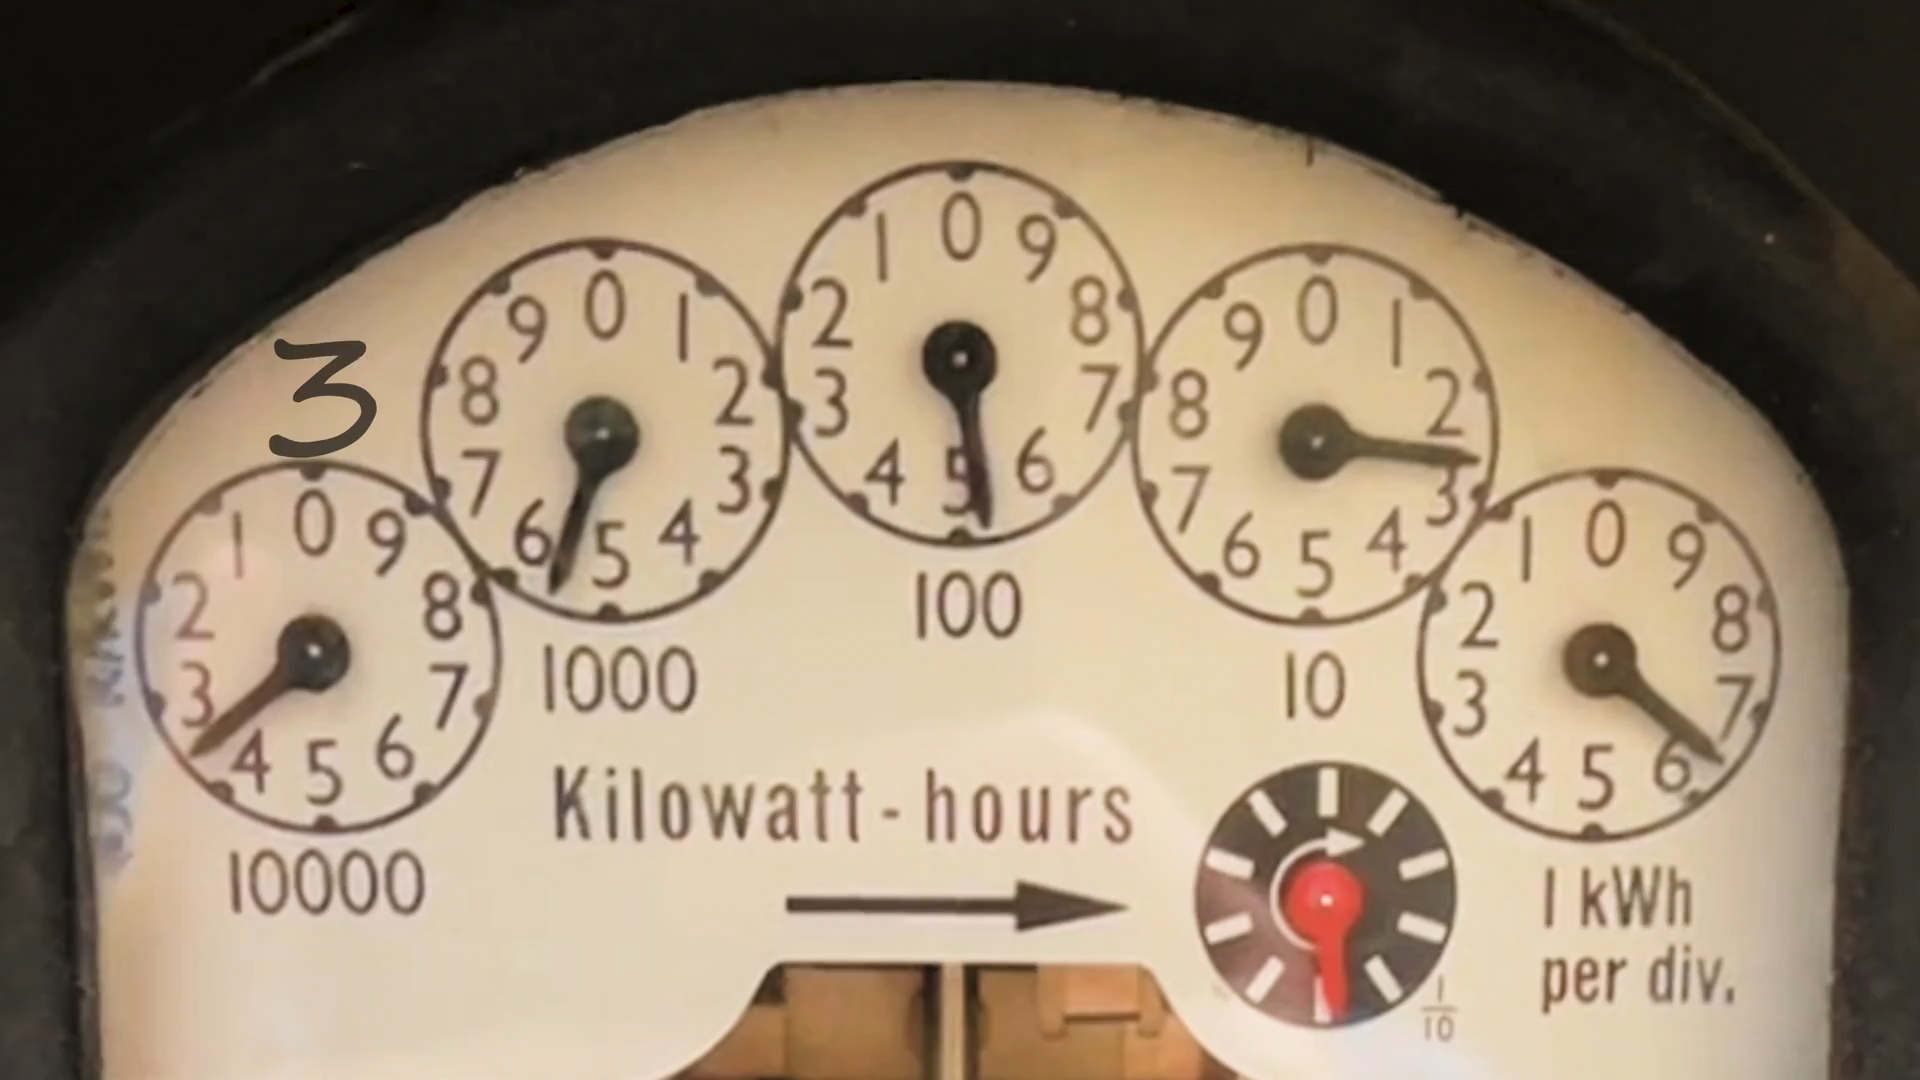 3
0 1 2 3 4 5 6 7 8 9
10000
0 1 2 3 4 5 6 7 8 9
1000
0 1 2 3 4 5 6 7 8 9
100
0 1 2 3 4 5 6 7 8 9
10
0 1 2 3 4 5 6 7 8 9
Kilowatt-hours
1/10
1 kWh
per div.